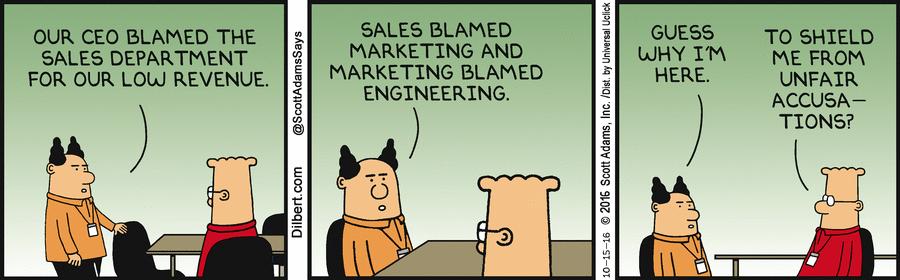 OUR CEO BLAMED THE
SALES DEPARTMENT
FOR OUR LOW REVENUE.
Dilbert.com @ScottAdamsSays
SALES BLAMED
MARKETING AND
MARKETING BLAMED
ENGINEERING.
10-15-16 © 2016 Scott Adams, Inc. /Dist. by Universal Uclick
GUESS
WHY I'M
HERE.
TO SHIELD
ME FROM
UNFAIR
ACCUSA—
TIONS?